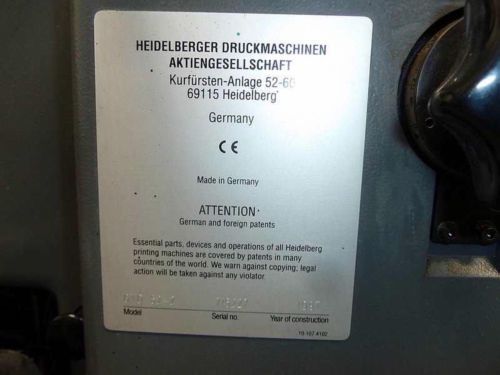 HEIDELBERGER DRUCKMASCHINEN
AKTIENGESELLSCHAFT
Kurfürsten-Anlage 52-60
69115 Heidelberg
Germany
CE
Made in Germany
ATTENTION
German and foreign patents
Essential parts, devices and operations of all Heidelberg
printing machines are covered by patents in many
countries of the world. We warn against copying; legal
action will be taken against any violator.
Model Serial no. Year of construction